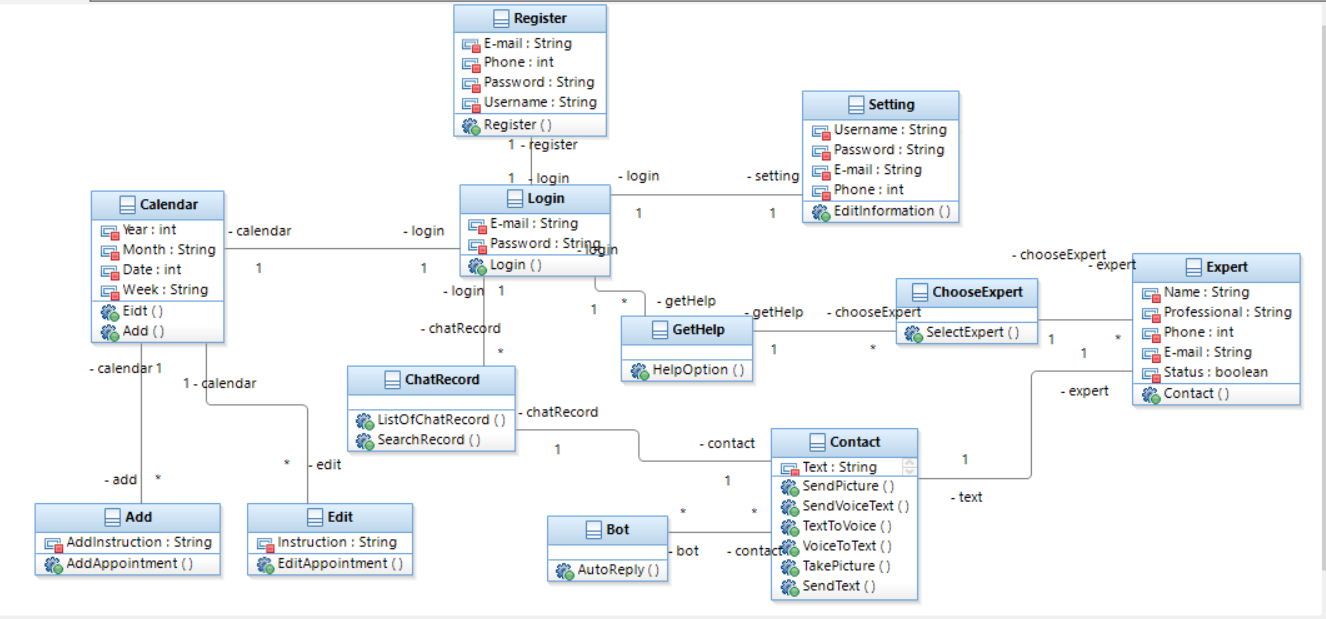 Register
E-mail : String
Phone : int
Password : String
Username : String
Register ( )
1 - register
1 - login
Setting
Username : String
Password : String
E-mail : String
Phone : int
EditInformation ( )
- login
- setting
1
1
Login
E-mail : String
Password : String
Login ( )
- login
Calendar
Year : int
Month : String
Date : int
Week : String
Eidt ( )
Add ( )
- calendar
- login
1
1
- login 1
- chatRecord
*
1
*
- getHelp
GetHelp
HelpOption ( )
- getHelp
- chooseExpert
1
*
ChooseExpert
SelectExpert ( )
- chooseExpert
- expert
1
*
1
Expert
Name : String
Professional : String
Phone : int
E-mail : String
Status : boolean
Contact ( )
- expert
- calendar 1
1 - calendar
ChatRecord
ListOfChatRecord ( )
SearchRecord ( )
- chatRecord
1
- contact
1
Contact
Text : String
SendPicture ( )
SendVoiceText ( )
TextToVoice ( )
VoiceToText ( )
TakePicture ( )
SendText ( )
1
- text
* - edit
- add *
Add
AddInstruction : String
AddAppointment ( )
Edit
Instruction : String
EditAppointment ( )
Bot
AutoReply ( )
*
*
- bot
- contact